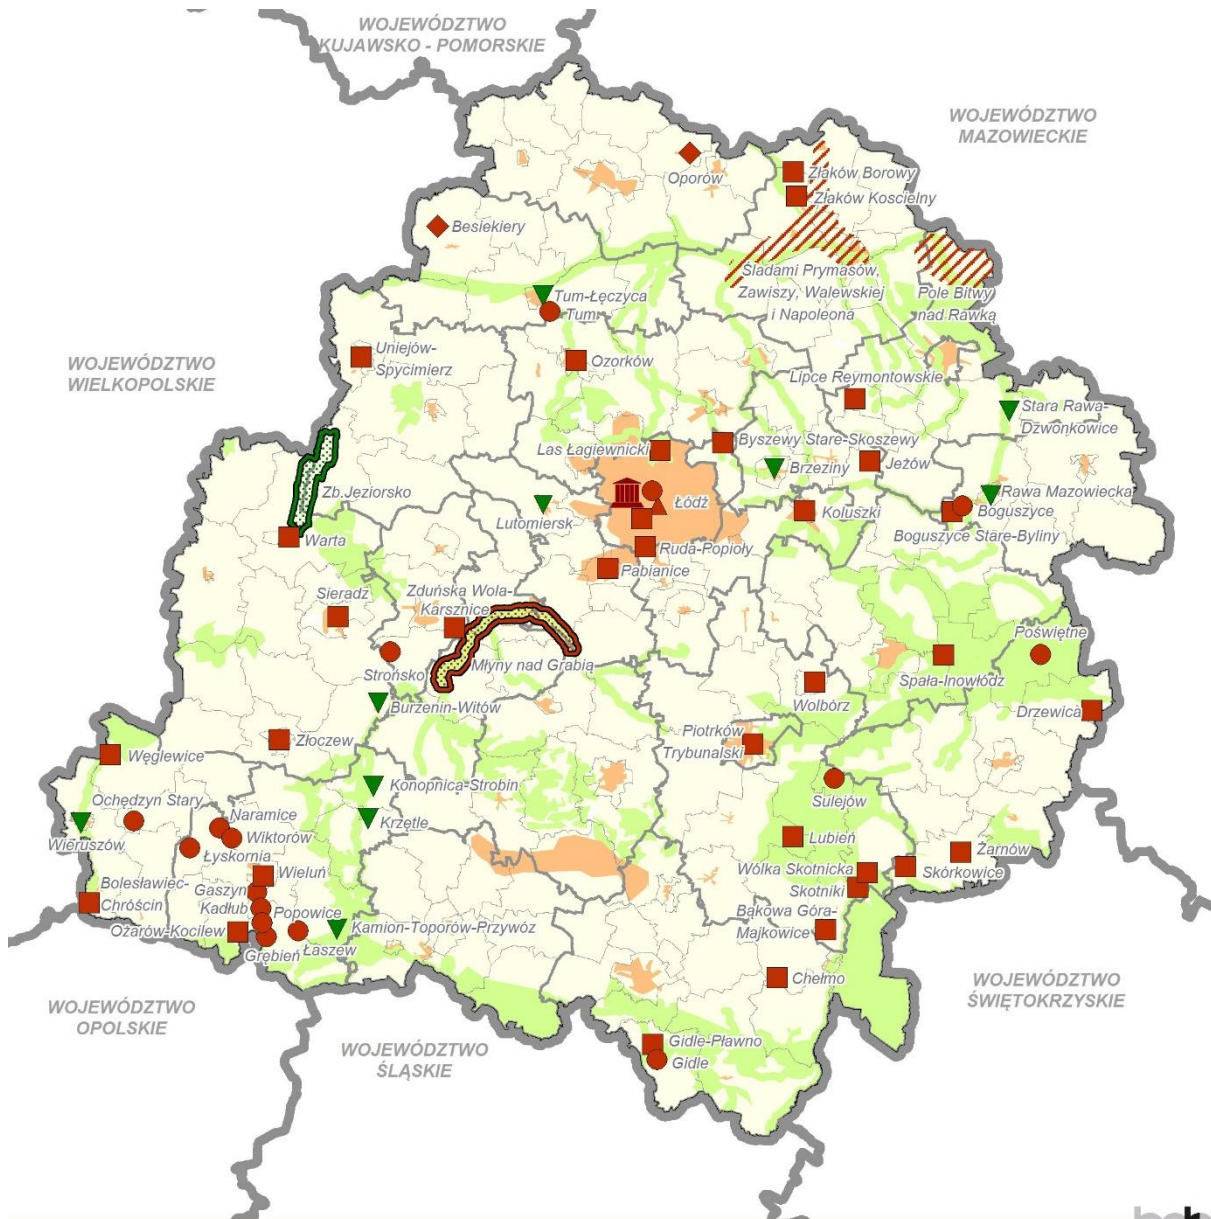 WOJEWÓDZTWO
KUJAWSKO - POMORSKIE
WOJEWÓDZTWO
MAZOWIECKIE
Oporów
Złaków Borowy
Złaków Koscielny
Besiekiery
Śladami Prymasów,
Zawiszy, Walewskiej
i Napoleona
Pole Bitwy
nad Rawką
Tum-Łęczyca
Tum
WOJEWÓDZTWO
WIELKOPOLSKIE
Uniejów-
Spycimierz
Ozorków
Lipce Reymontowskie
Stara Rawa-
Dzwonkowice
Las Łagiewnicki
Byszewy Stare-Skoszewy
Brzeziny
Jeżów
Zb.Jeziorsko
Lutomiersk
Łódź
Koluszki
Rawa Mazowiecka
Boguszyce
Boguszyce Stare-Byliny
Warta
Ruda-Popioły
Pabianice
Sieradz
Zduńska Wola-
Karsznice
Strońsko
Młyny nad Grabią
Poświętne
Spała-Inowłódz
Wolbórz
Drzewica
Burzenin-Witów
Piotrków
Trybunalski
Złoczew
Węglewice
Konopnica-Strobin
Sulejów
Ochędzyn Stary
Naramice
Krzętle
Wieruszów
Wiktorów
Łyskornia
Lubień
Żarnów
Wieluń
Wólka Skotnicka
Skórkowice
Bolesławiec-
Chróścin
Gaszyn
Kadłub
Skotniki
Popowice
Bąkowa Góra-
Majkowice
Ożarów-Kocilew
Kamion-Toporów-Przywóz
Grębień
Łaszew
Chełmo
WOJEWÓDZTWO
OPOLSKIE
WOJEWÓDZTWO
ŚWIĘTOKRZYSKIE
WOJEWÓDZTWO
ŚLĄSKIE
Gidle-Pławno
Gidle